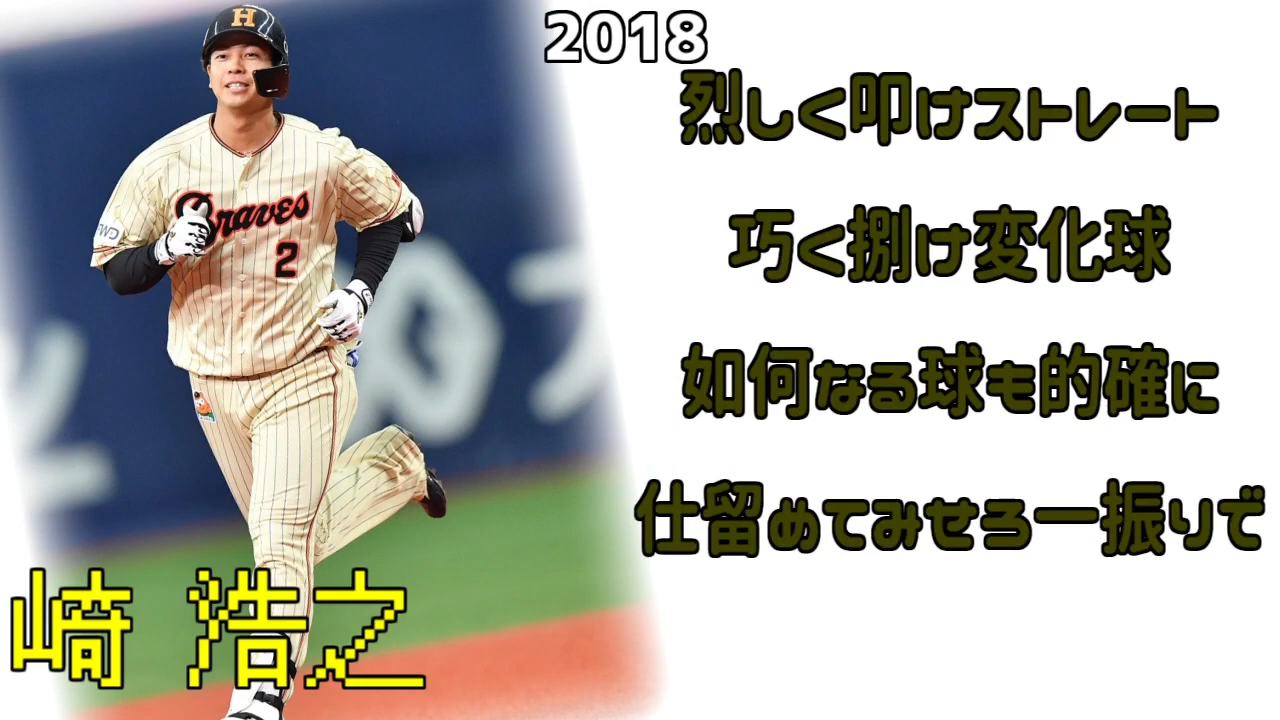 2018
烈しく叩けストレート
巧く捌け変化球
如何なる球も的確に
仕留めてみせろ一振りで
H
Braves
2
崎 浩之